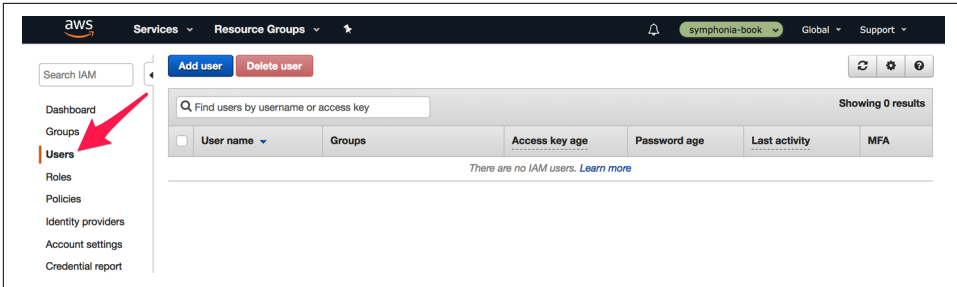 aws Services Resource Groups symphonia-book Global Support
Search IAM
Add user Delete user
Dashboard
Groups
Users
Roles
Policies
Identity providers
Account settings
Credential report
Find users by username or access key Showing 0 results
User name Groups Access key age Password age Last activity MFA
There are no IAM users. Learn more